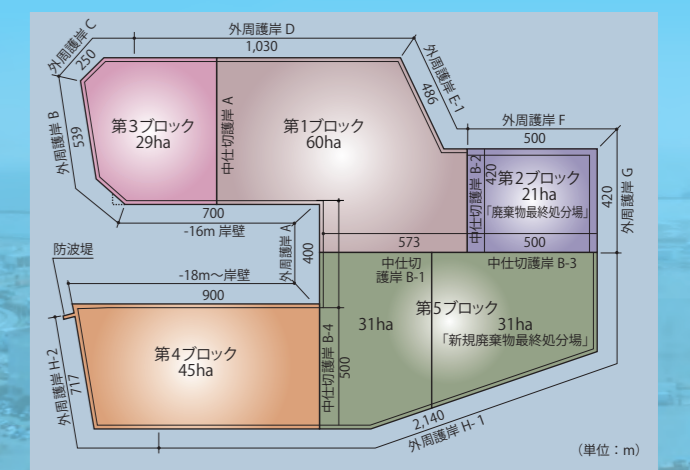 外周護岸 C
250
外周護岸 D
1,030
外周護岸 E-1
486
外周護岸 B
539
第3ブロック
29ha
中仕切護岸 A
第1ブロック
60ha
外周護岸 F
500
中仕切護岸 B-2
420
第2ブロック
21ha
「廃棄物最終処分場」
420
外周護岸 G
700
-16m 岸壁
外周護岸 A
400
573
500
中仕切
護岸 B-1
中仕切護岸 B-3
防波堤
-18m～岸壁
900
第5ブロック
31ha
31ha
「新規廃棄物最終処分場」
第4ブロック
45ha
中仕切護岸 B-4
500
外周護岸 H-2
717
2,140
外周護岸 H-1
（単位：m）